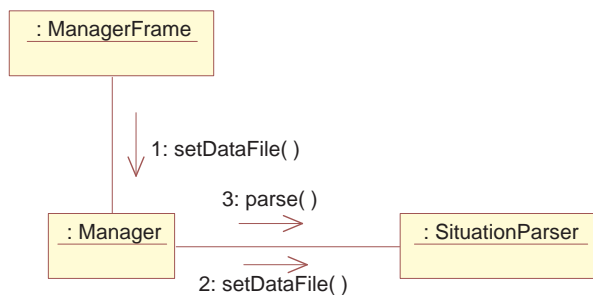 : ManagerFrame
1: setDataFile( )
3: parse( )
: Manager
: SituationParser
2: setDataFile( )